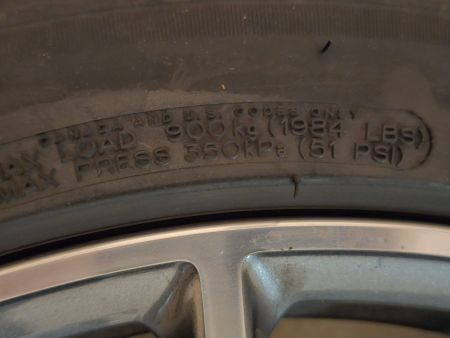 CANADA AND U.S. CODES ONLY
MAX LOAD 900kg (1984 LBS)
MAX PRESS 350kPa (51 PSI)